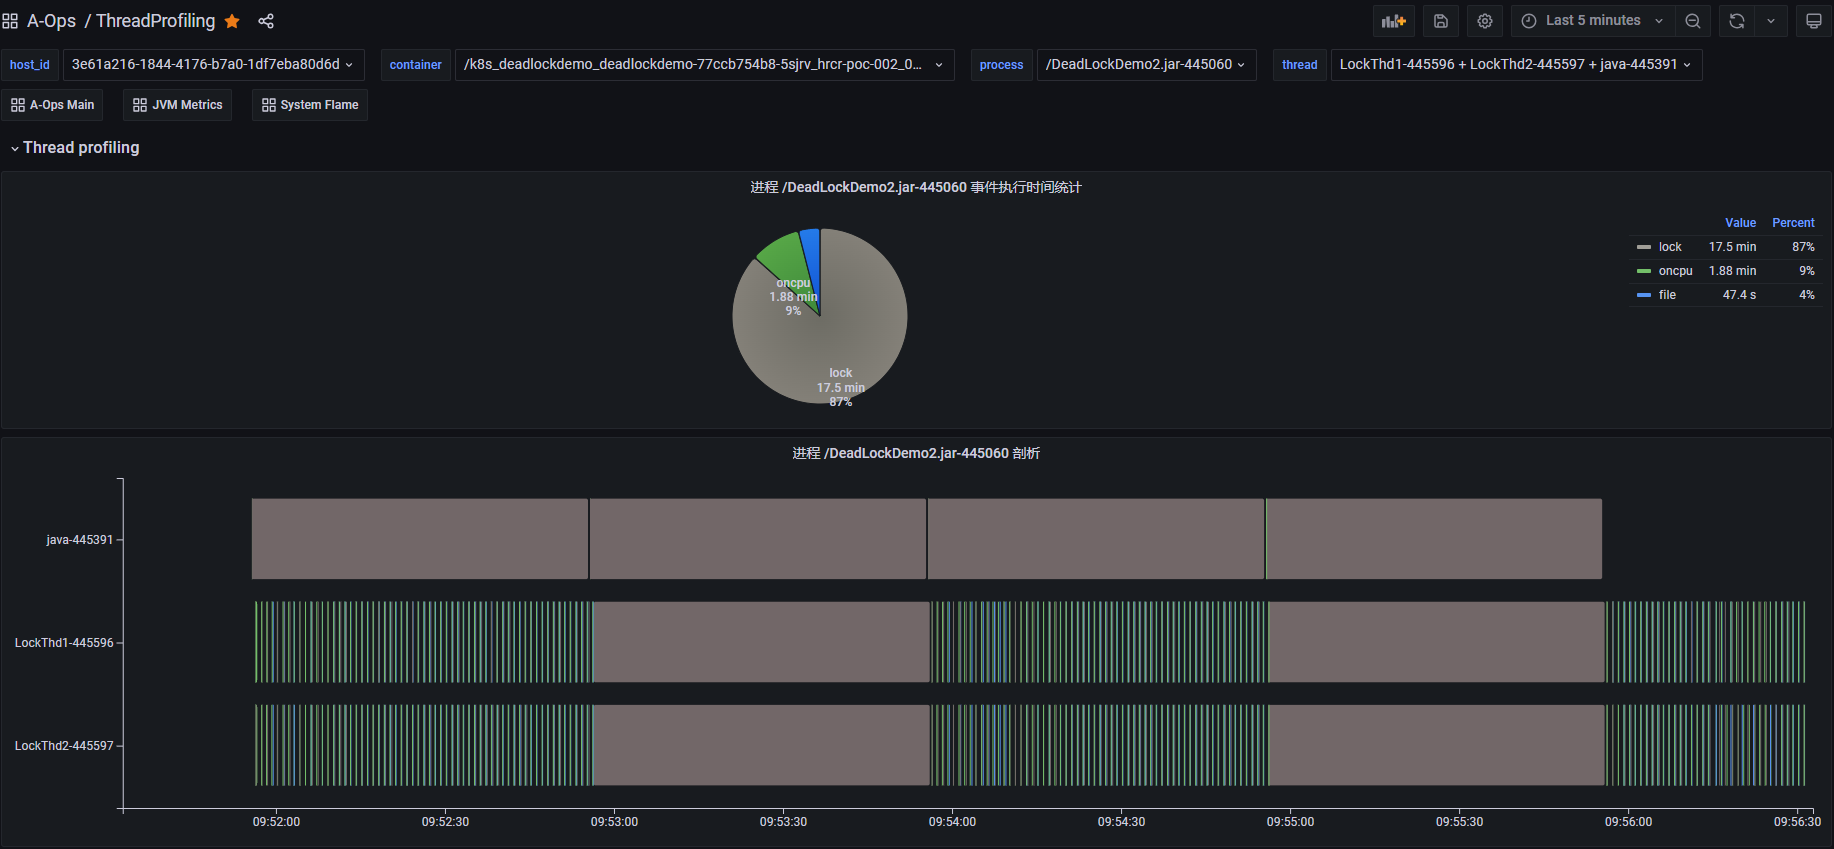 A-Ops / ThreadProfiling
Last 5 minutes
host_id 3e61a216-1844-4176-b7a0-1df7eba80d6d container /k8s_deadlockdemo_deadlockdemo-77ccb754b8-5sjrv_hrcr-poc-002_0... process /DeadLockDemo2.jar-445060 thread LockThd1-445596 + LockThd2-445597 + java-445391
A-Ops Main JVM Metrics System Flame
Thread profiling
进程 /DeadLockDemo2.jar-445060 事件执行时间统计
Value Percent
lock 17.5 min 87%
oncpu 1.88 min 9%
file 47.4 s 4%
oncpu
1.88 min
9%
lock
17.5 min
87%
进程 /DeadLockDemo2.jar-445060 剖析
java-445391
LockThd1-445596
LockThd2-445597
09:52:00 09:52:30 09:53:00 09:53:30 09:54:00 09:54:30 09:55:00 09:55:30 09:56:00 09:56:30